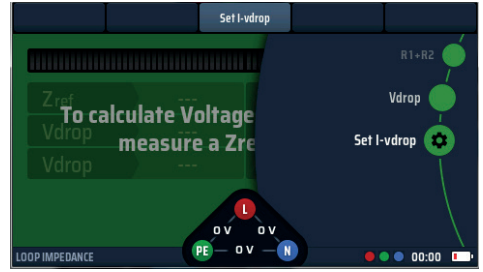 Set I-vdrop
R1+R2
Zref ---
To calculate Voltage
Vdrop
Vdrop ---
measure a Zre
Set I-vdrop
Vdrop ---
L
0 V 0 V
PE 0 V N
LOOP IMPEDANCE
00:00